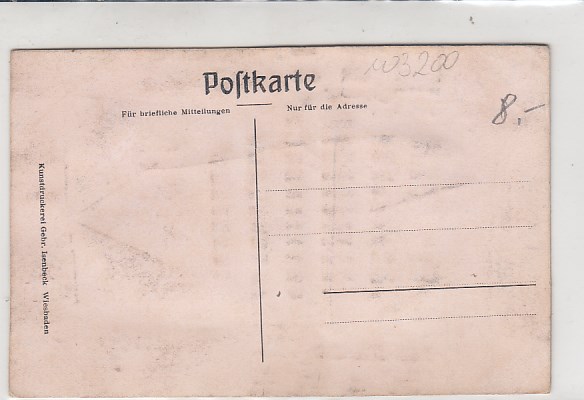 w3200
Poſtkarte
8.-
Für briefliche Mitteilungen
Nur für die Adresse
Kunstdruckerei Gebr. Isenbeck Wiesbaden